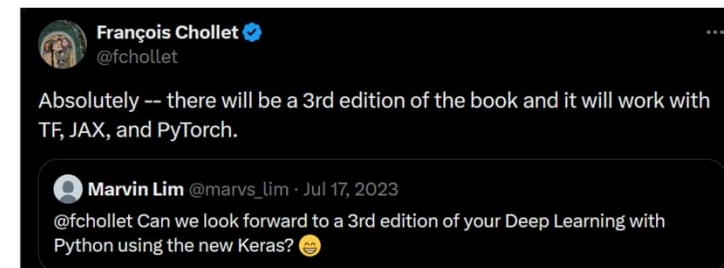 François Chollet
@fchollet
Absolutely -- there will be a 3rd edition of the book and it will work with
TF, JAX, and PyTorch.
Marvin Lim @marvs_lim · Jul 17, 2023
@fchollet Can we look forward to a 3rd edition of your Deep Learning with
Python using the new Keras? 😁